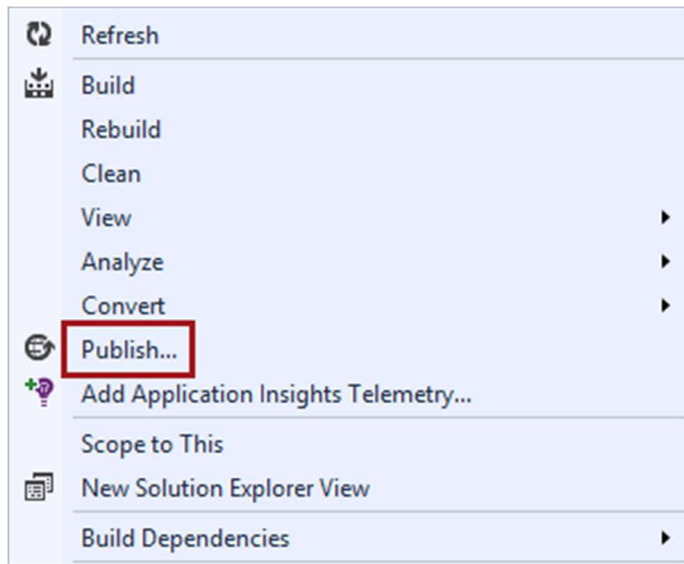 Refresh
Build
Rebuild
Clean
View
Analyze
Convert
Publish...
Add Application Insights Telemetry...
Scope to This
New Solution Explorer View
Build Dependencies